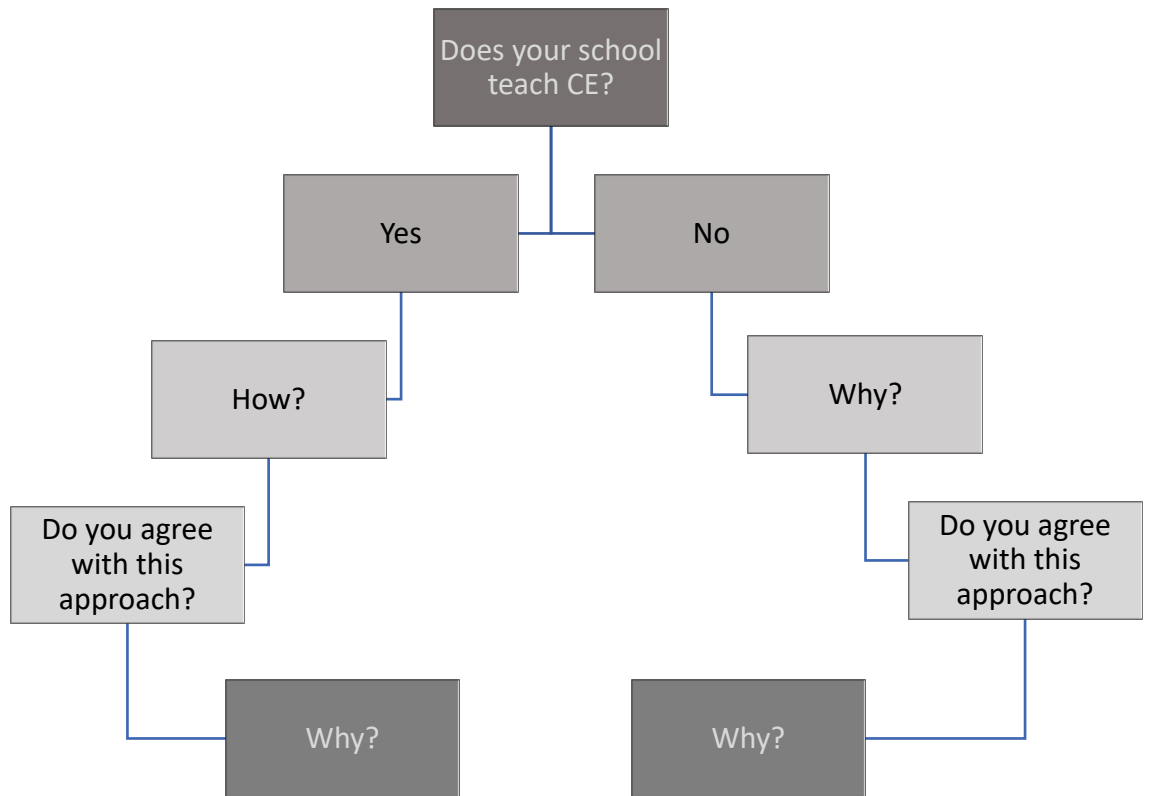 Does your school
teach CE?
Yes
No
How?
Why?
Do you agree
with this
approach?
Do you agree
with this
approach?
Why?
Why?